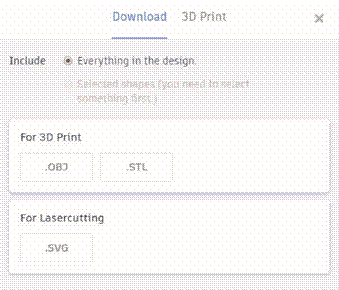 Download 3D Print ×
Include Everything in the design.
Selected shapes (you need to select
something first.)
For 3D Print
.OBJ .STL
For Lasercutting
.SVG